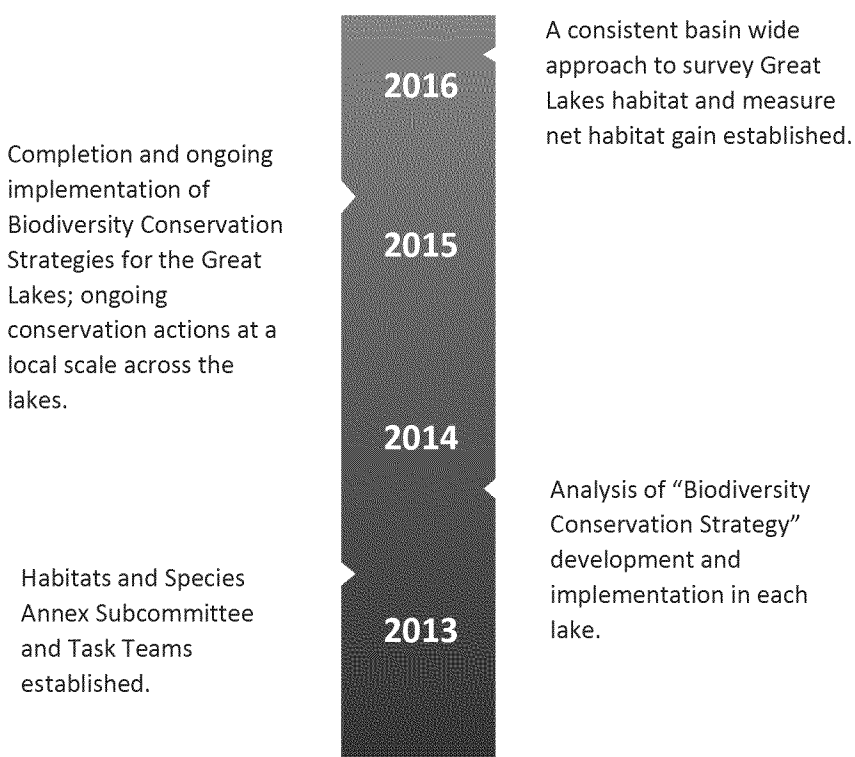 A consistent basin wide
approach to survey Great
Lakes habitat and measure
net habitat gain established.
2016
Completion and ongoing
implementation of
Biodiversity Conservation
Strategies for the Great
Lakes; ongoing
conservation actions at a
local scale across the
lakes.
2015
2014
Analysis of “Biodiversity
Conservation Strategy”
development and
implementation in each
lake.
Habitats and Species
Annex Subcommittee
and Task Teams
established.
2013